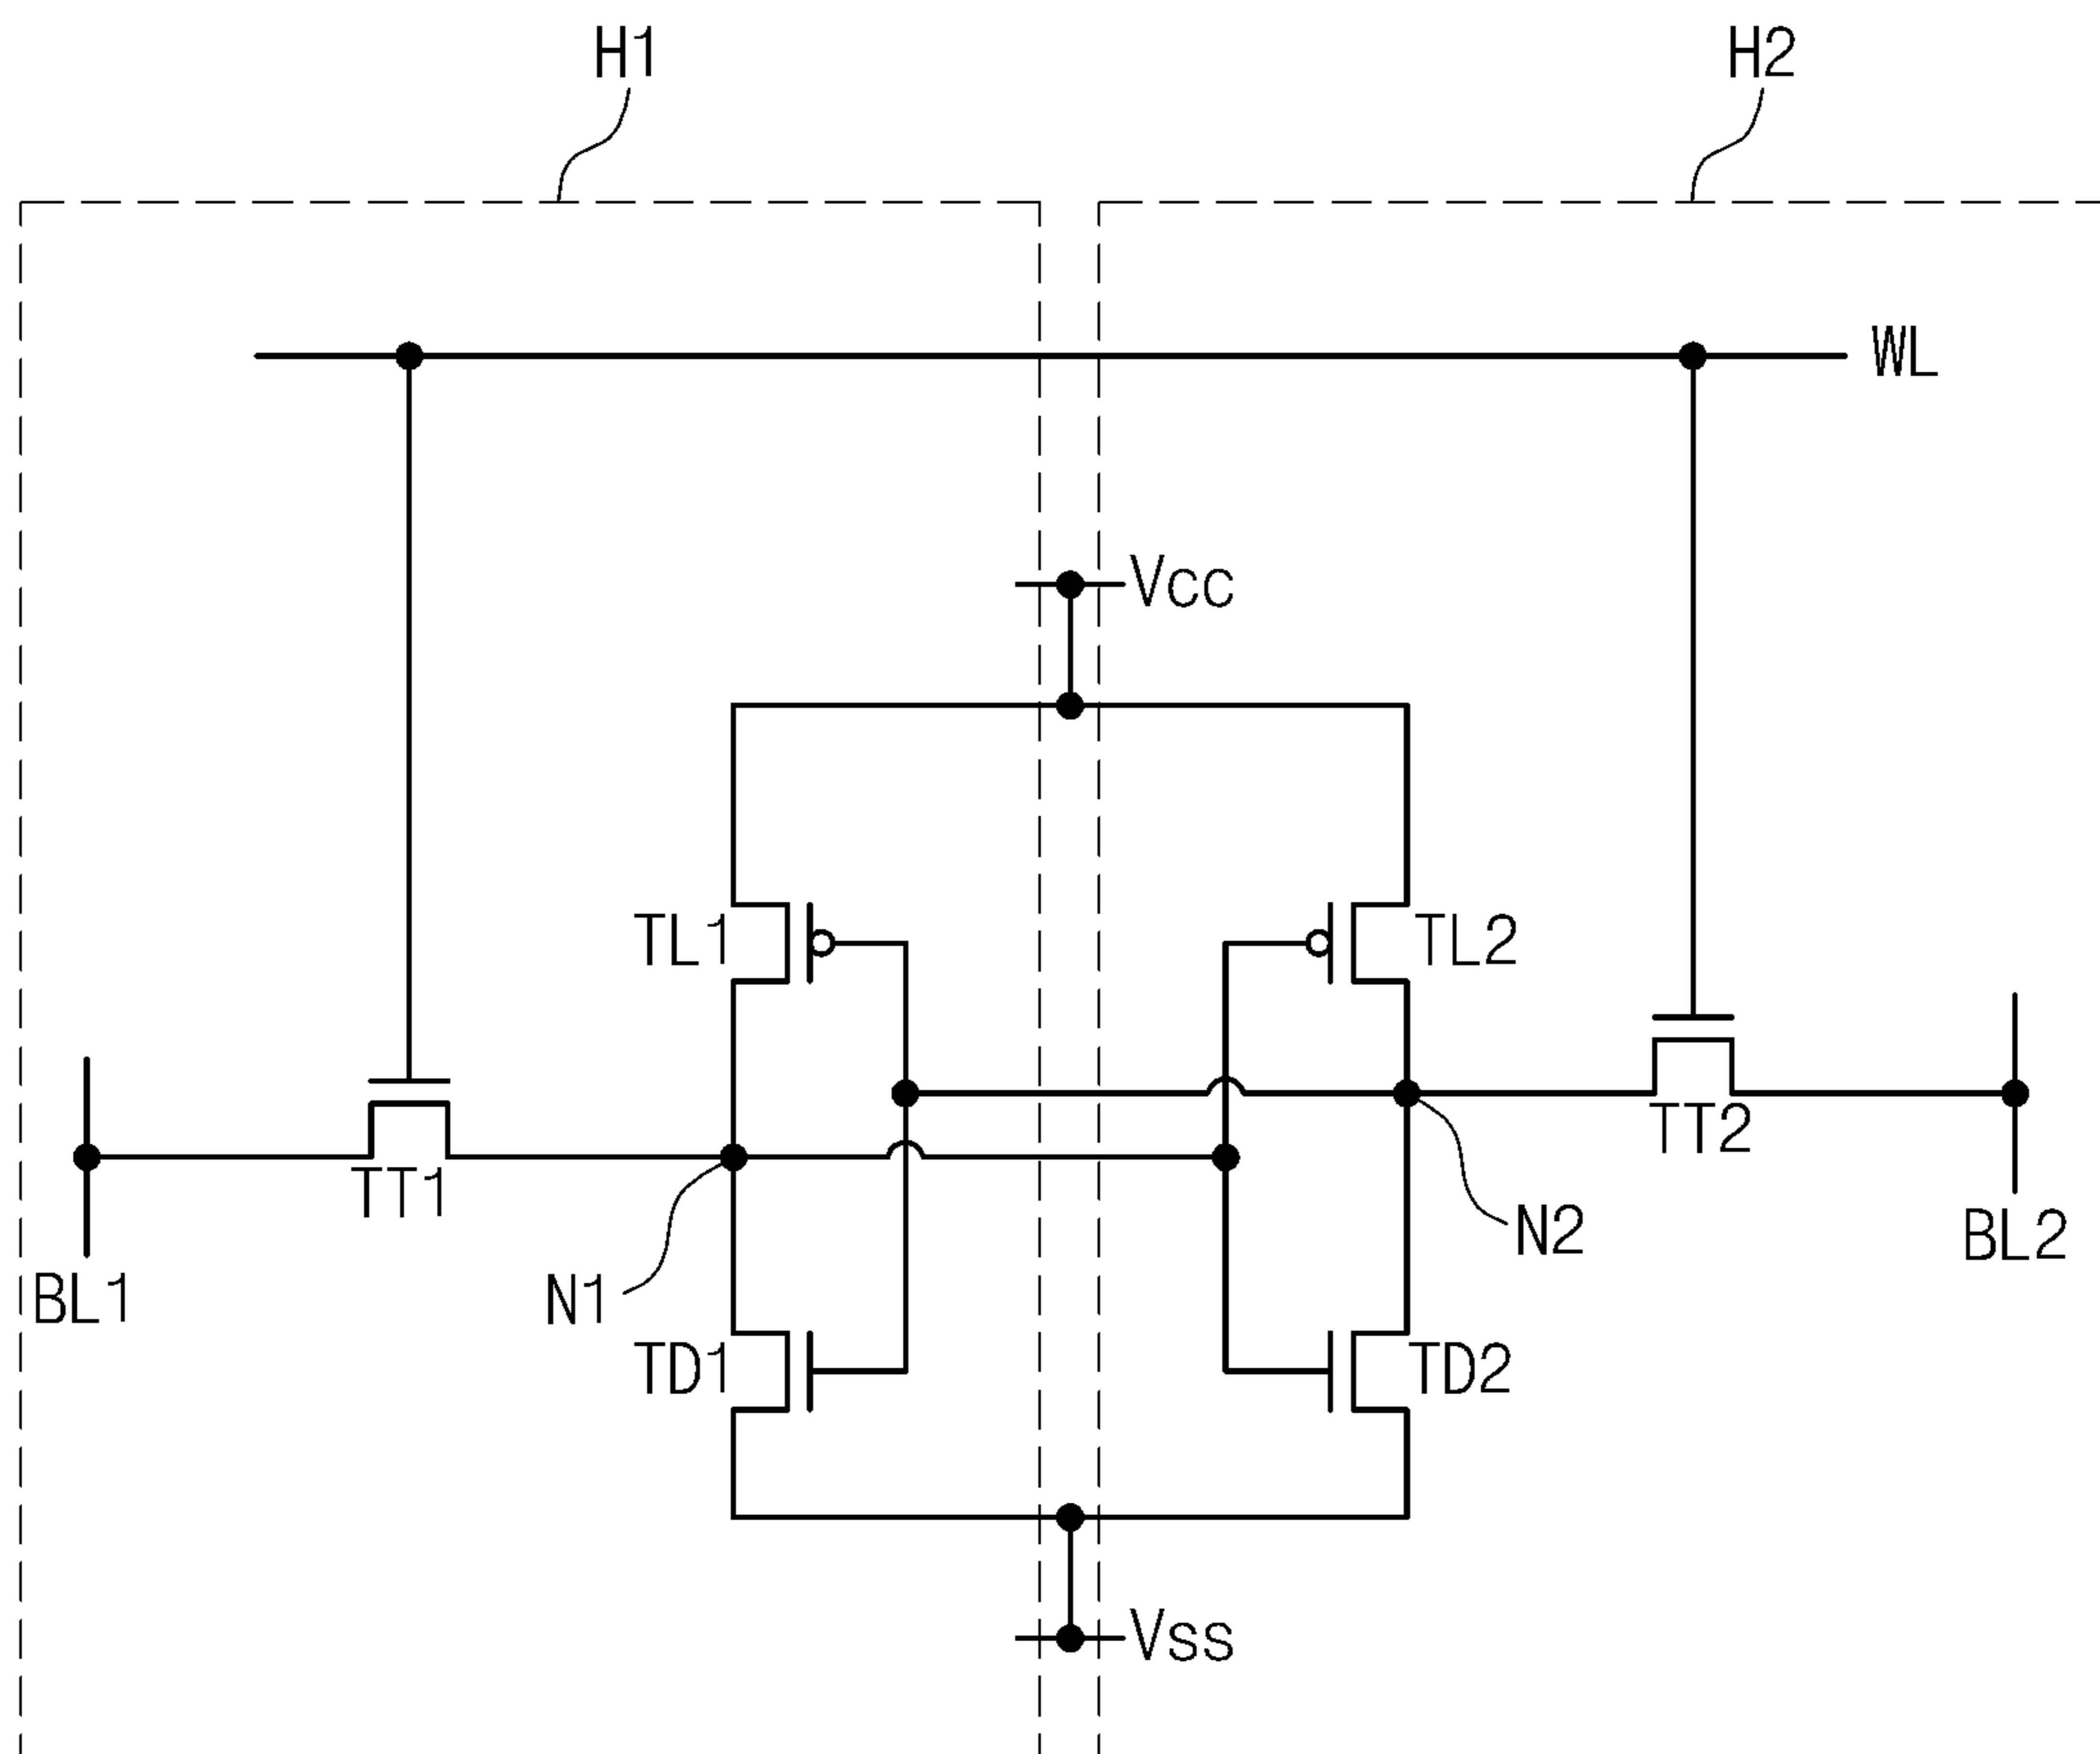 H1
H2
WL
VCC
TL1
TL2
TT1
TT2
N1
N2
BL1
BL2
TD1
TD2
VSS